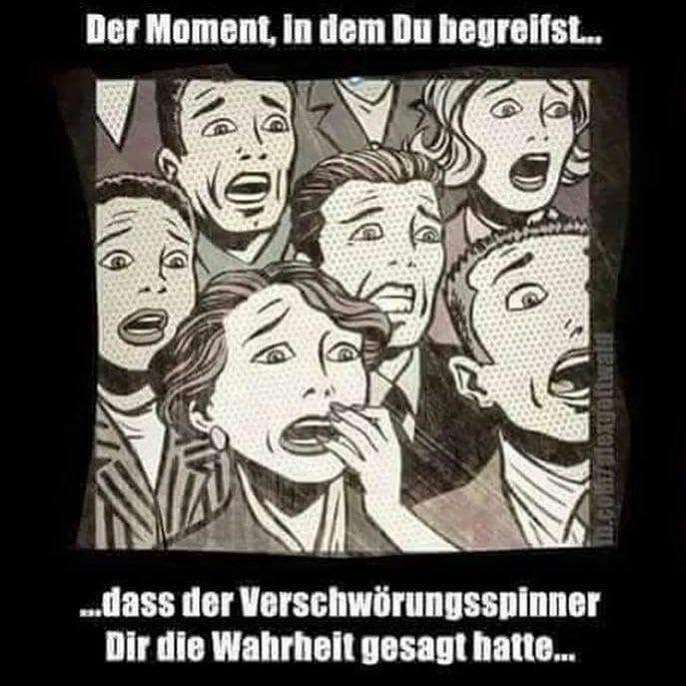 Der Moment, in dem Du begreifst...
...dass der Verschwörungsspinner
Dir die Wahrheit gesagt hatte...